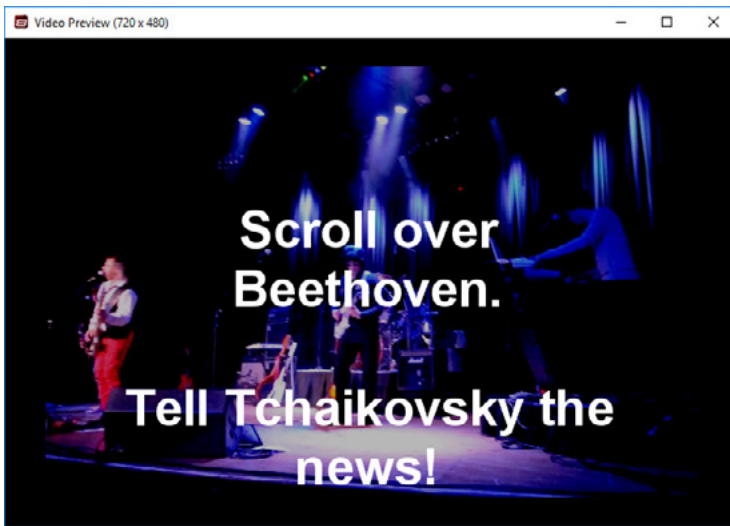 Video Preview (720 x 480)
Scroll over
Beethoven.
Tell Tchaikovsky the
news!